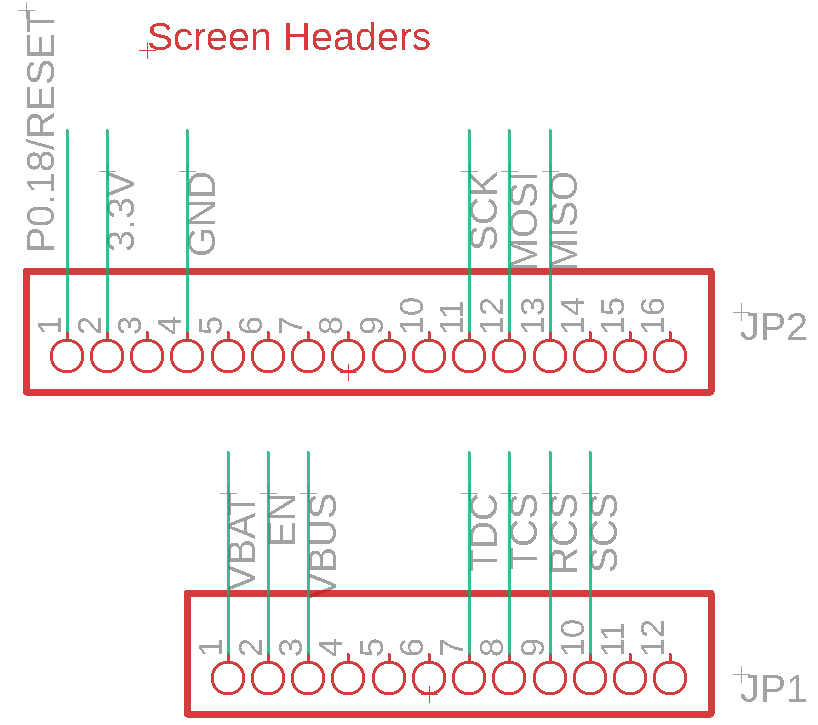 Screen Headers
P0.18/RESET
3.3V
GND
SCK
MOSI
MISO
1 2 3 4 5 6 7 8 9 10 11 12 13 14 15 16
JP2
VBAT
EN
VBUS
TDC
TCS
RCS
SCS
1 2 3 4 5 6 7 8 9 10 11 12
JP1